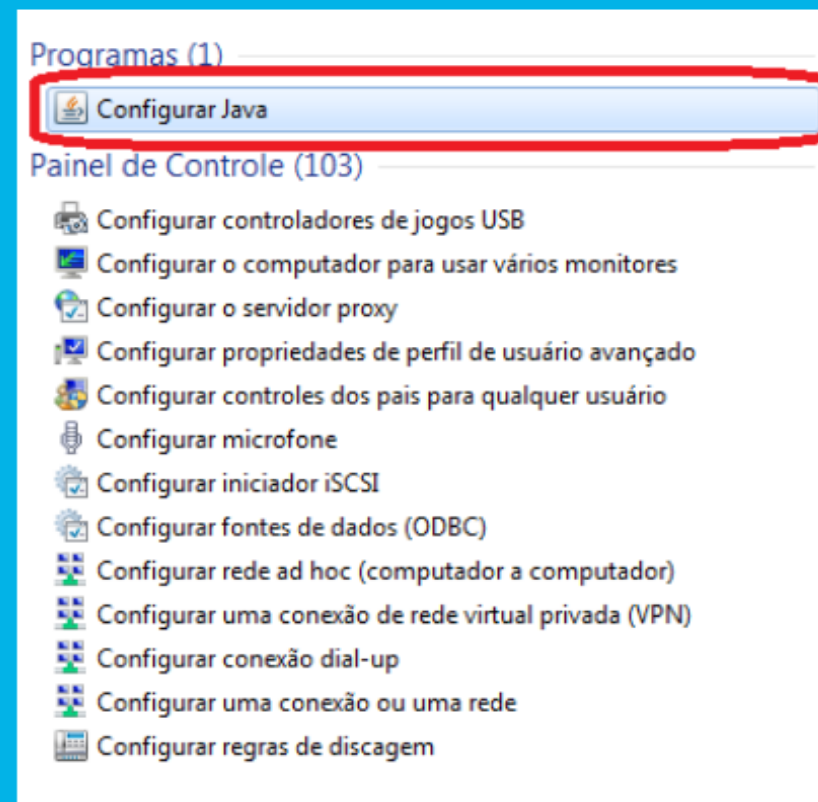 Programas (1)
Configurar Java
Painel de Controle (103)
Configurar controladores de jogos USB
Configurar o computador para usar vários monitores
Configurar o servidor proxy
Configurar propriedades de perfil de usuário avançado
Configurar controles dos pais para qualquer usuário
Configurar microfone
Configurar iniciador iSCSI
Configurar fontes de dados (ODBC)
Configurar rede ad hoc (computador a computador)
Configurar uma conexão de rede virtual privada (VPN)
Configurar conexão dial-up
Configurar uma conexão ou uma rede
Configurar regras de discagem